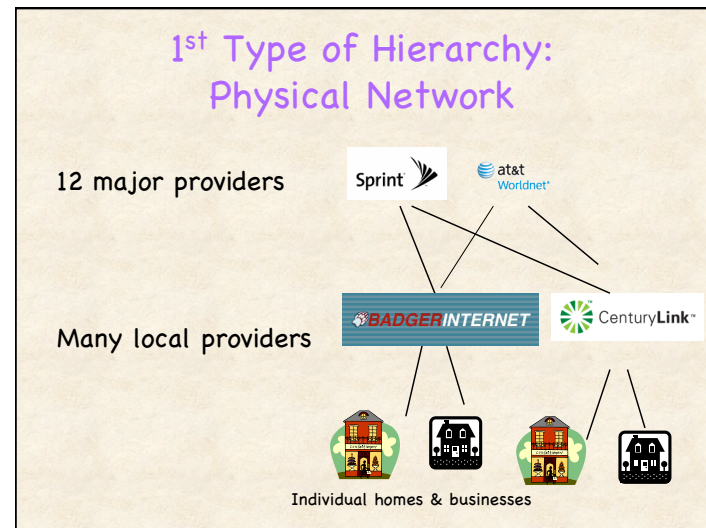 1st Type of Hierarchy:
Physical Network
12 major providers
Sprint
at&t
Worldnet
Many local providers
BADGERINTERNET
CenturyLink™
Individual homes & businesses